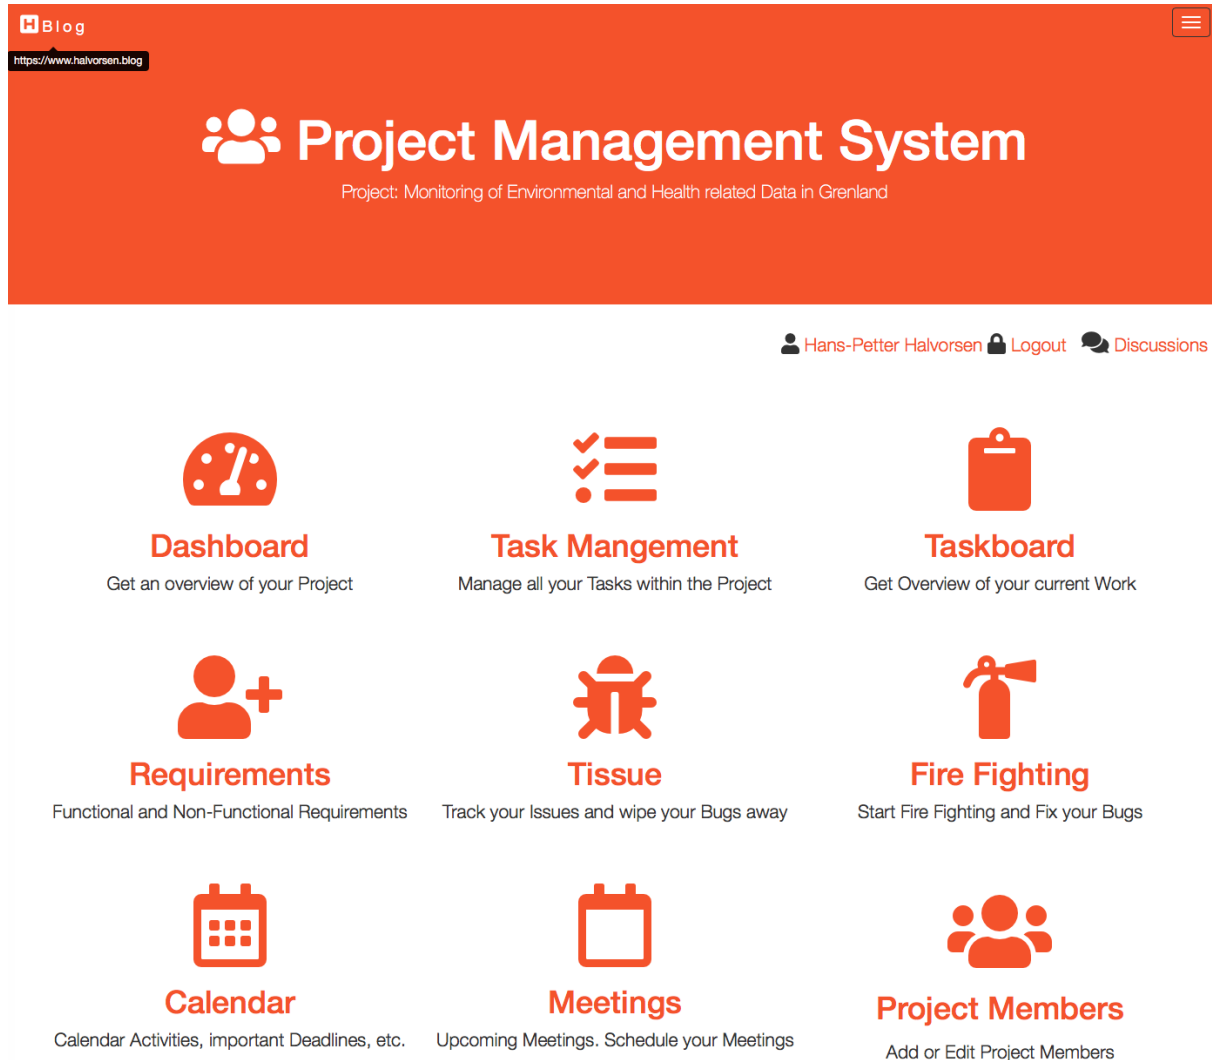 H Blog
https://www.halvorsen.blog
Project Management System
Project: Monitoring of Environmental and Health related Data in Grenland
Hans-Petter Halvorsen Logout Discussions
Dashboard Task Mangement Taskboard
Get an overview of your Project Manage all your Tasks within the Project Get Overview of your current Work
Requirements Tissue Fire Fighting
Functional and Non-Functional Requirements Track your Issues and wipe your Bugs away Start Fire Fighting and Fix your Bugs
Calendar Meetings Project Members
Calendar Activities, important Deadlines, etc. Upcoming Meetings. Schedule your Meetings Add or Edit Project Members